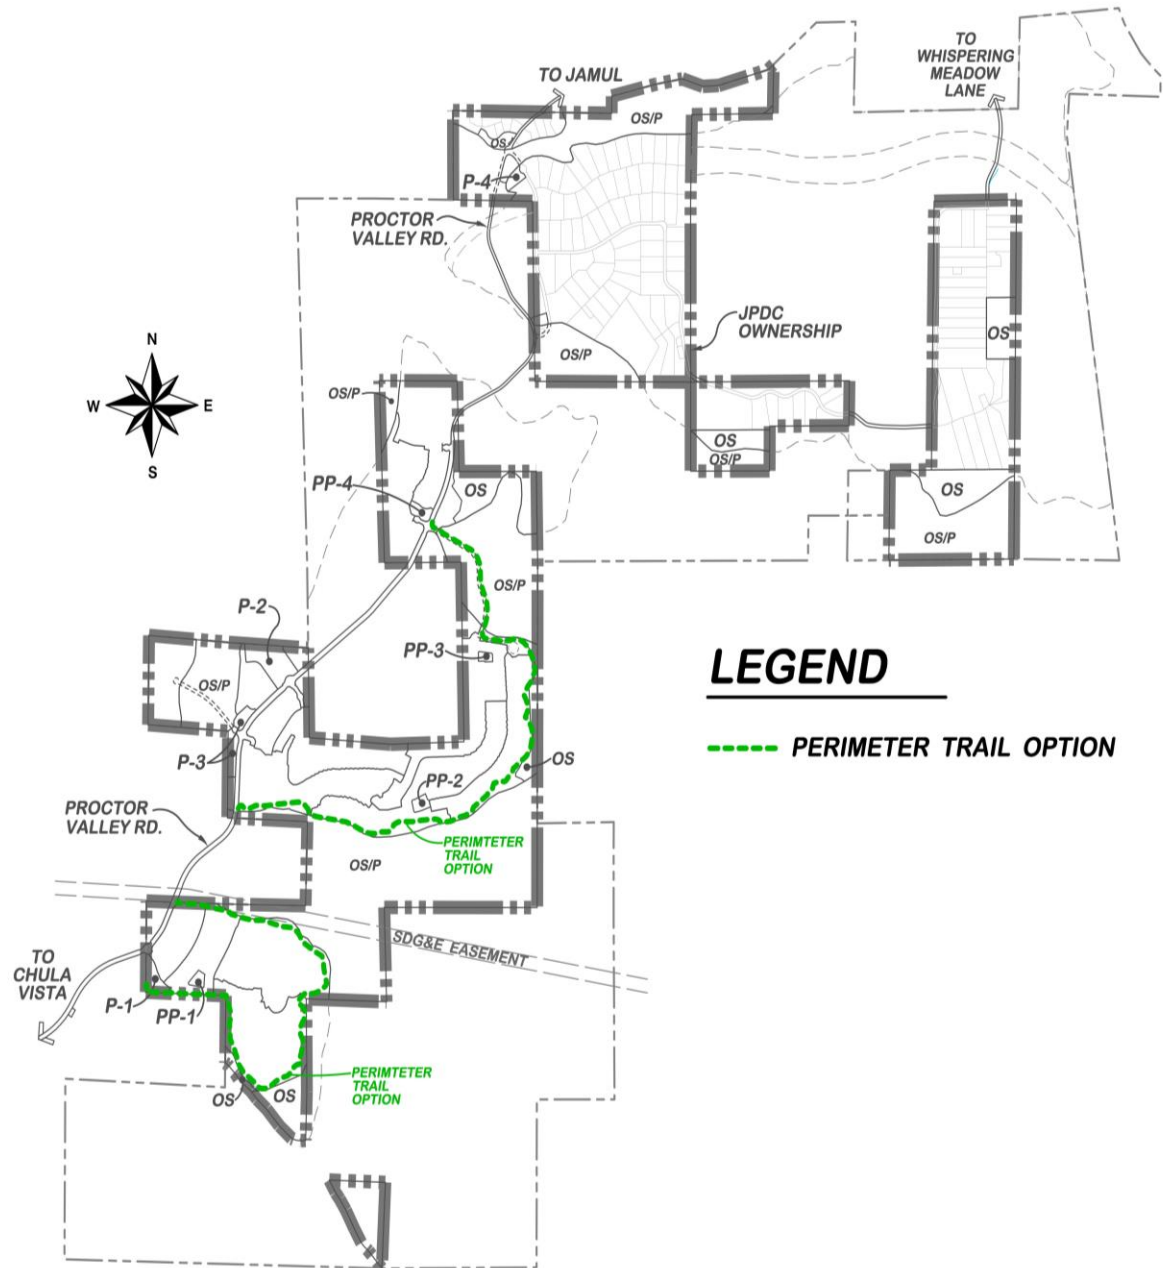 TO
WHISPERING
MEADOW
LANE
TO JAMUL
OS/P
OS
P-4
PROCTOR
VALLEY RD.
JPDC
OWNERSHIP
OS
OS/P
N
W
E
S
OS/P
OS
OS/P
PP-4
OS
OS
OS/P
OS/P
P-2
PP-3
OS/P
LEGEND
PERIMETER TRAIL OPTION
P-3
OS
PP-2
PROCTOR
VALLEY RD.
PERIMTETER
TRAIL
OPTION
OS/P
SDG&E EASEMENT
TO
CHULA
VISTA
P-1
PP-1
PERIMTETER
TRAIL
OPTION
OS
OS